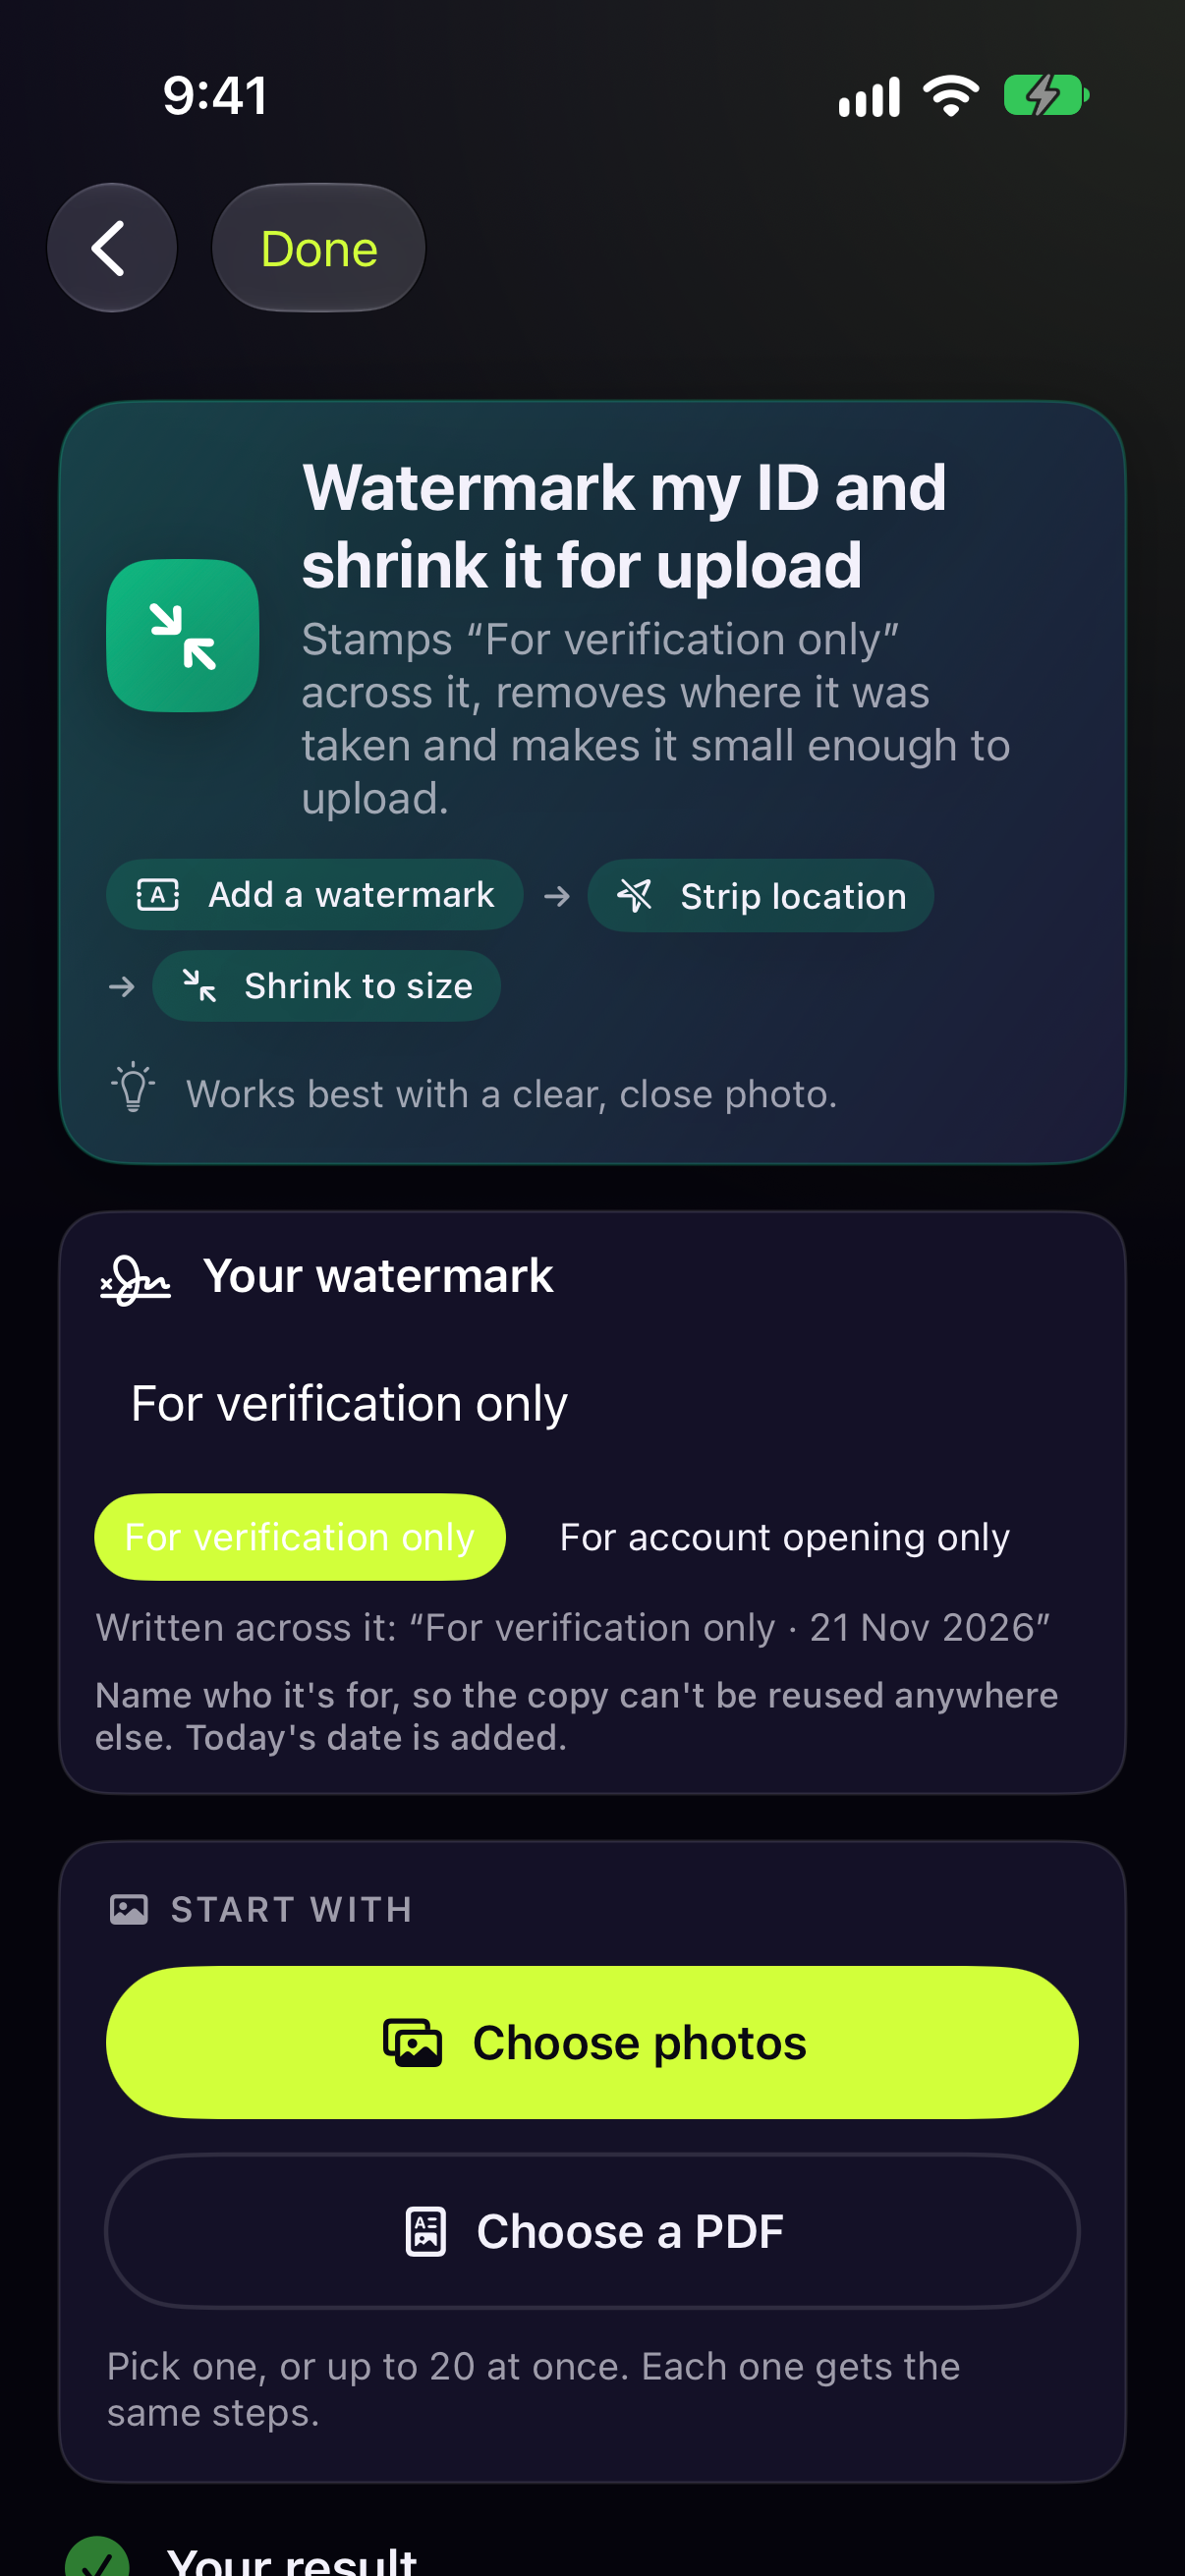 9:41
Done
Watermark my ID and
shrink it for upload
Stamps “For verification only”
across it, removes where it was
taken and makes it small enough to
upload.
Add a watermark → Strip location
→ Shrink to size
Works best with a clear, close photo.
Your watermark
For verification only
For verification only For account opening only
Written across it: “For verification only · 21 Nov 2026”
Name who it's for, so the copy can't be reused anywhere
else. Today's date is added.
START WITH
Choose photos
Choose a PDF
Pick one, or up to 20 at once. Each one gets the
same steps.
Your result